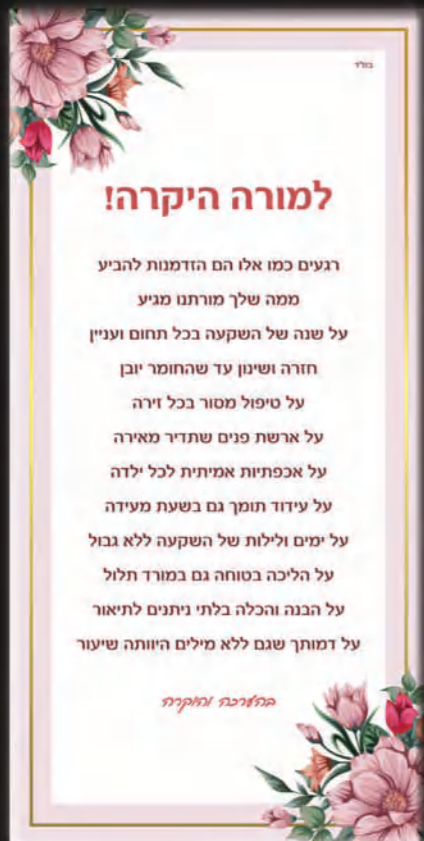 בס"ד
למורה היקרה!
רגעים כמו אלו הם הזדמנות להביע
ממה שלך מורתנו מגיע
על שנה של השקעה בכל תחום ועניין
חזרה ושינון עד שהחומר יובן
על טיפול מסור בכל זירה
על ארשת פנים שתדיר מאירה
על אכפתיות אמיתית לכל ילדה
על עידוד תומך גם בשעת מעידה
על ימים ולילות של השקעה ללא גבול
על הליכה בטוחה גם במורד תלול
על הבנה והכלה בלתי ניתנים לתיאור
על דמותך שגם ללא מילים היוותה שיעור
בהערכה והוקרה